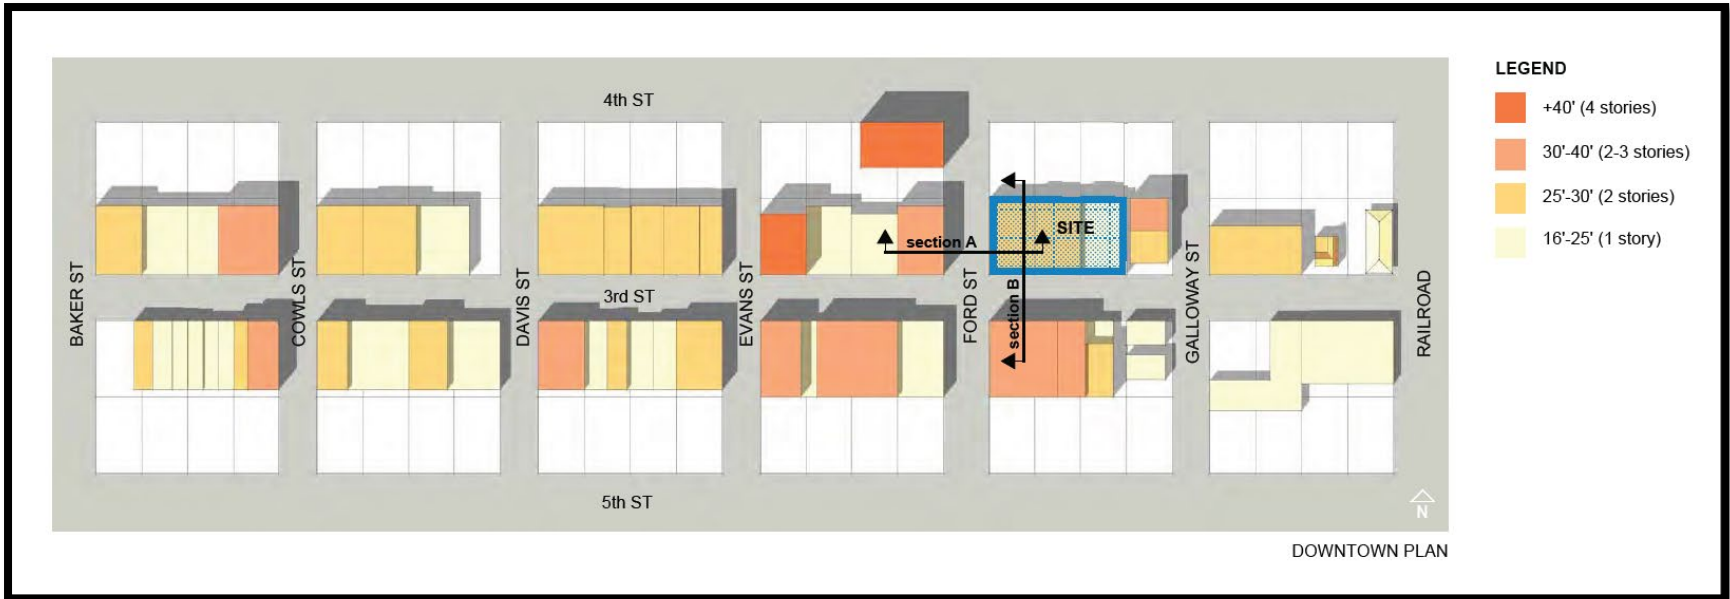 4th ST
LEGEND
+40' (4 stories)
30'-40' (2-3 stories)
25'-30' (2 stories)
16'-25' (1 story)
SITE
section A
BAKER ST
COWLS ST
DAVIS ST
EVANS ST
FORD ST
section B
GALLOWAY ST
RAILROAD
3rd ST
5th ST
N
DOWNTOWN PLAN